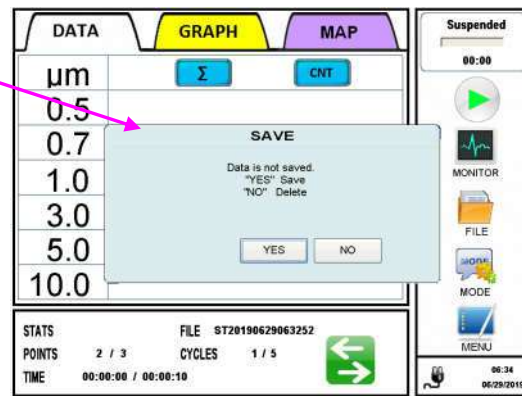 DATA
GRAPH
MAP
µm
Σ
CNT
0.5
0.7
1.0
3.0
5.0
10.0
SAVE
Data is not saved.
"YES" Save
"NO" Delete
YES
NO
STATS
FILE ST20190629063252
POINTS 2 / 3
CYCLES 1 / 5
TIME 00:00:00 / 00:00:10
Suspended
00:00
MONITOR
FILE
MODE
MODE
MENU
06:34
06/29/2019